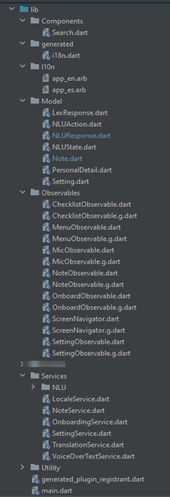 lib
Components
Search.dart
generated
i18n.dart
l10n
app_en.arb
app_es.arb
Model
LexResponse.dart
NLUAction.dart
NLUResponse.dart
NLUState.dart
Note.dart
PersonalDetail.dart
Setting.dart
Observables
ChecklistObservable.dart
ChecklistObservable.g.dart
MenuObservable.dart
MenuObservable.g.dart
MicObservable.dart
MicObservable.g.dart
NoteObservable.dart
NoteObservable.g.dart
OnboardObservable.dart
OnboardObservable.g.dart
ScreenNavigator.dart
ScreenNavigator.g.dart
SettingObservable.dart
SettingObservable.g.dart
Services
NLU
LocaleService.dart
NoteService.dart
OnboardingService.dart
SettingService.dart
TranslationService.dart
VoiceOverTextService.dart
Utility
generated_plugin_registrant.dart
main.dart